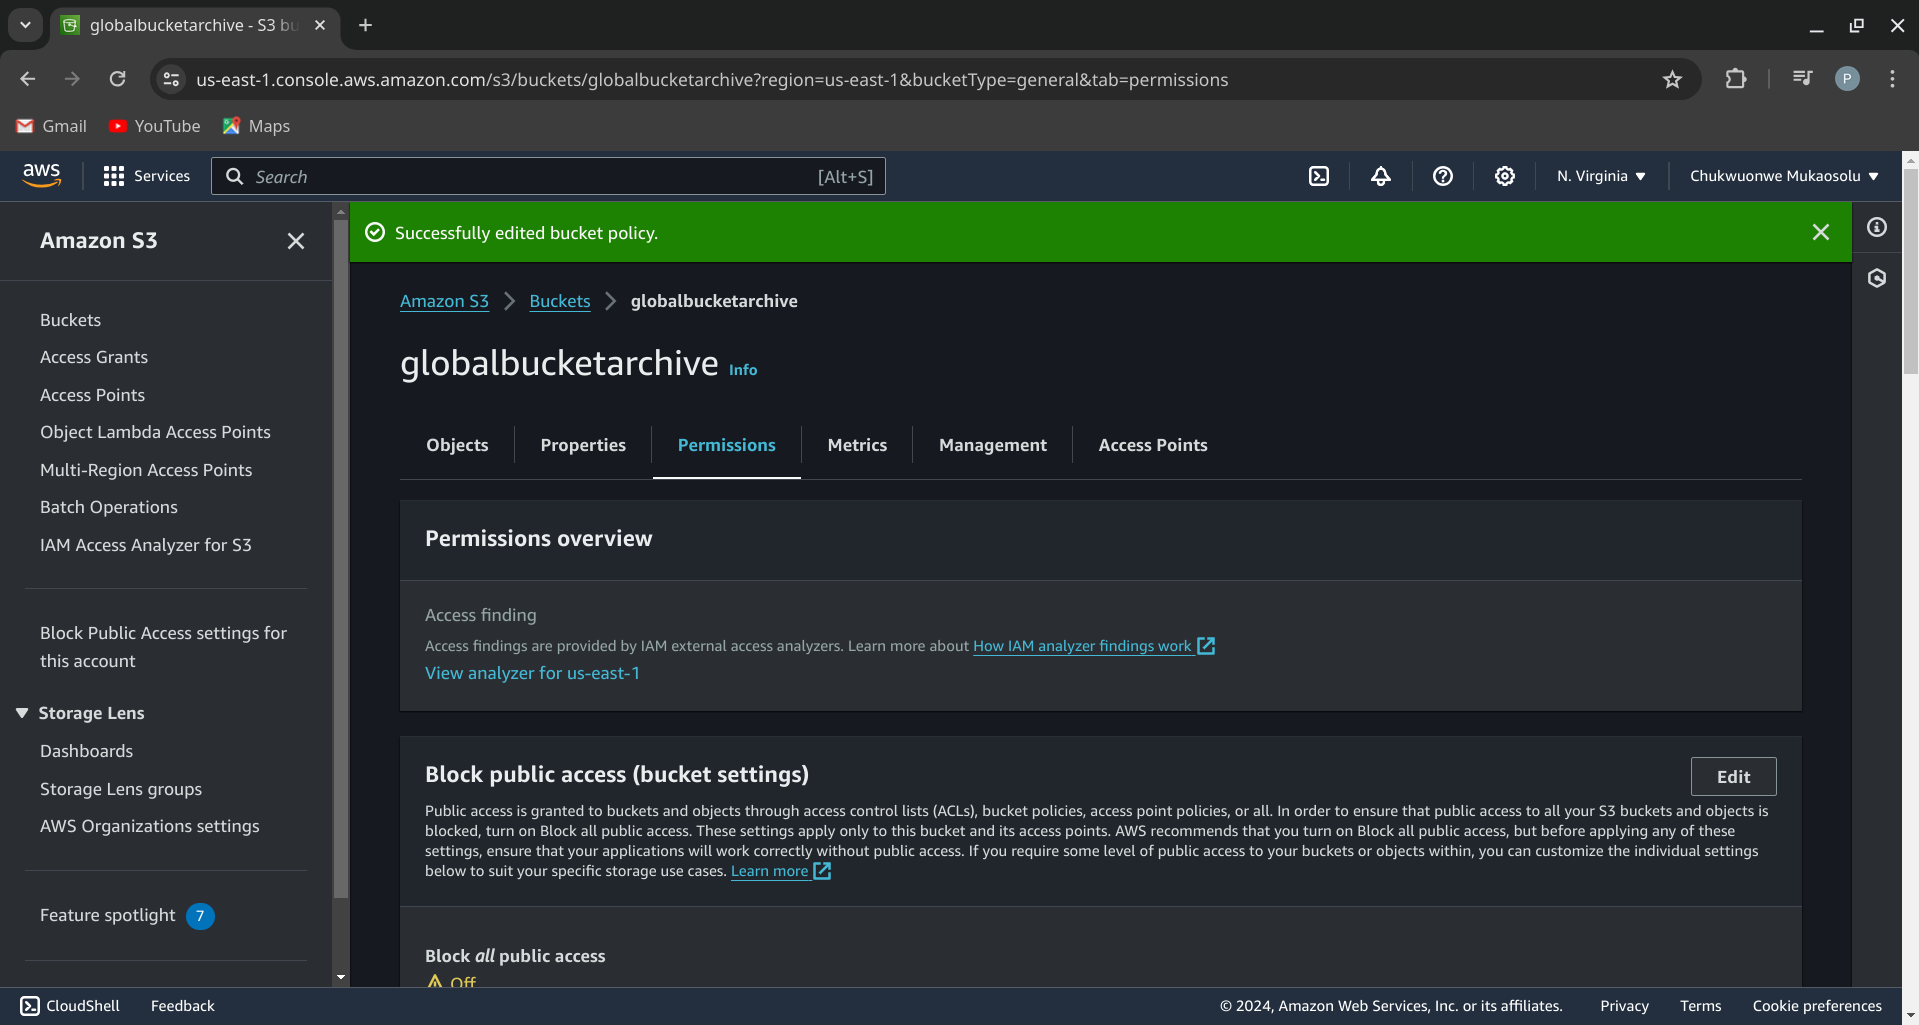 globalbucketarchive - S3 bu
us-east-1.console.aws.amazon.com/s3/buckets/globalbucketarchive?region=us-east-1&bucketType=general&tab=permissions
P
Gmail
YouTube
Maps
aws
Services
Search
[Alt+S]
N. Virginia
Chukwuonwe Mukaosolu
Amazon S3
Buckets
Access Grants
Access Points
Object Lambda Access Points
Multi-Region Access Points
Batch Operations
IAM Access Analyzer for S3
Block Public Access settings for
this account
Storage Lens
Dashboards
Storage Lens groups
AWS Organizations settings
Feature spotlight 7
Successfully edited bucket policy.
Amazon S3
Buckets
globalbucketarchive
globalbucketarchive Info
Objects
Properties
Permissions
Metrics
Management
Access Points
Permissions overview
Access finding
Access findings are provided by IAM external access analyzers. Learn more about How IAM analyzer findings work
View analyzer for us-east-1
Block public access (bucket settings)
Edit
Public access is granted to buckets and objects through access control lists (ACLs), bucket policies, access point policies, or all. In order to ensure that public access to all your S3 buckets and objects is
blocked, turn on Block all public access. These settings apply only to this bucket and its access points. AWS recommends that you turn on Block all public access, but before applying any of these
settings, ensure that your applications will work correctly without public access. If you require some level of public access to your buckets or objects within, you can customize the individual settings
below to suit your specific storage use cases. Learn more
Block all public access
Off
CloudShell
Feedback
© 2024, Amazon Web Services, Inc. or its affiliates.
Privacy
Terms
Cookie preferences